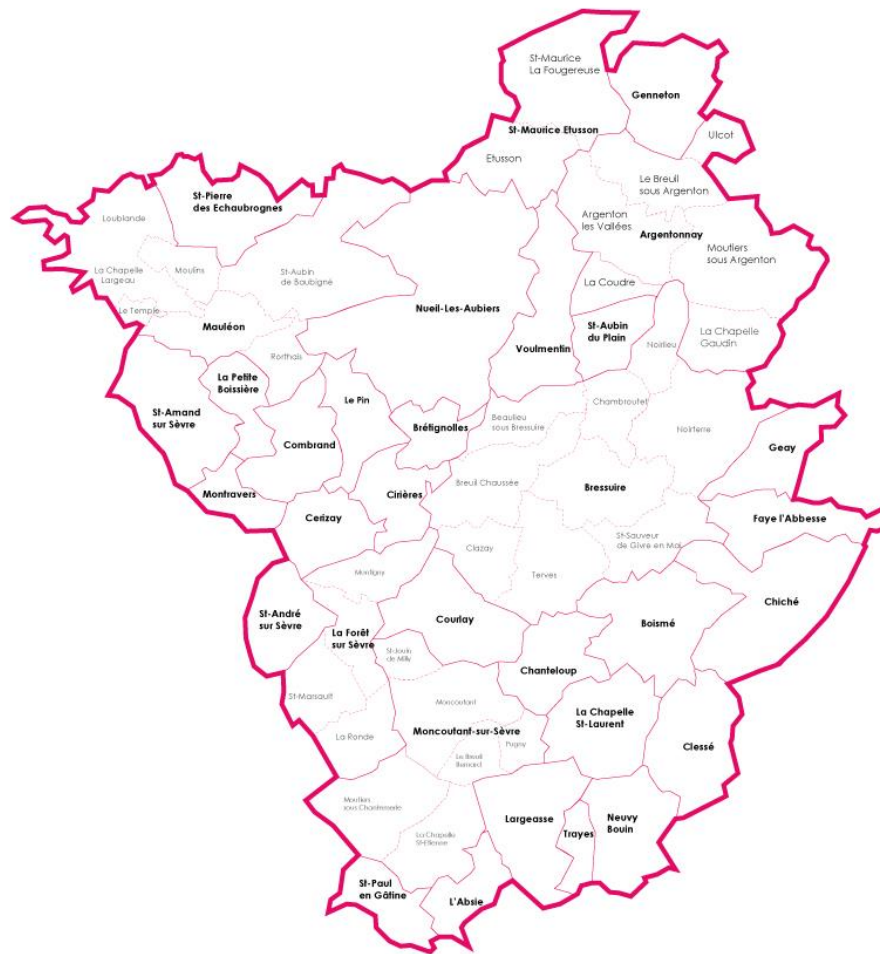 St-Maurice
La Fougereuse
Genneton
St-Maurice Etusson
Ulcot
Etusson
Le Breuil
sous Argenton
St-Pierre
des Echaubrognes
Loublande
Argenton
les Vallées
Argentonnay
Moutiers
sous Argenton
La Chapelle
Largeau
Moulins
St-Aubin
de Baubigné
La Coudre
Le Temple
Mauléon
Nueil-Les-Aubiers
Voulmentin
St-Aubin
du Plain
Noirlieu
La Chapelle
Gaudin
Rorthais
La Petite
Boissière
St-Amand
sur Sèvre
Le Pin
Combrand
Brétignolles
Beaulieu
sous Bressuire
Chambroutet
Noirterre
Geay
Montravers
Cirières
Breuil Chaussée
Bressuire
Cerizay
Faye l'Abbesse
Clazay
St-Sauveur
de Givre en Mai
Terves
Montigny
Chiché
St-André
sur Sèvre
La Forêt
sur Sèvre
Courlay
Boismé
St-Jouin
de Milly
Chanteloup
St-Marsault
Moncoutant
La Chapelle
St-Laurent
La Ronde
Moncoutant-sur-Sèvre
Pugny
Clessé
Le Breuil
Bernard
Moutiers
sous Chantemerle
Largeasse
Trayes
Neuvy
Bouin
La Chapelle
St-Etienne
St-Paul
en Gâtine
L'Absie